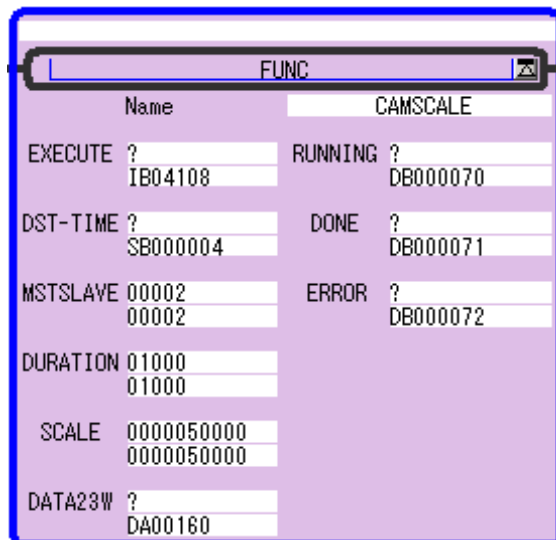 FUNC
Name CAMSCALE
EXECUTE ? RUNNING ?
IB04108 DB000070
DST-TIME ? DONE ?
SB000004 DB000071
MSTSLAVE 00002 ERROR ?
00002 DB000072
DURATION 01000
01000
SCALE 0000050000
0000050000
DATA23W ?
DA00160